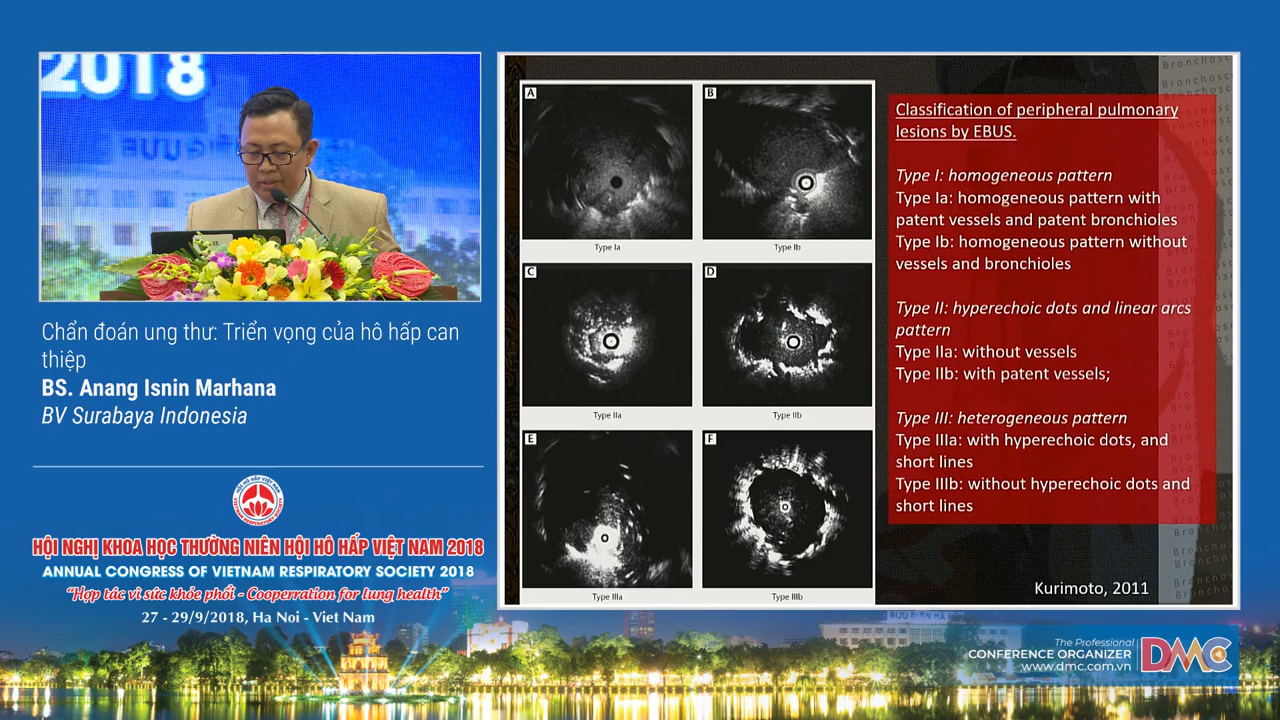 2018
Chẩn đoán ung thư: Triển vọng của hô hấp can
thiệp
BS. Anang Isnin Marhana
BV Surabaya Indonesia
HỘI HÔ HẤP VIỆT NAM
HỘI NGHỊ KHOA HỌC THƯỜNG NIÊN HỘI HÔ HẤP VIỆT NAM 2018
ANNUAL CONGRESS OF VIETNAM RESPIRATORY SOCIETY 2018
“Hợp tác vì sức khỏe phổi - Cooperration for lung health”
27 - 29/9/2018, Ha Noi - Viet Nam
A
B
Type Ia
Type Ib
C
D
Type IIa
Type IIb
E
F
Type IIIa
Type IIIb
Classification of peripheral pulmonary
lesions by EBUS.
Type I: homogeneous pattern
Type Ia: homogeneous pattern with
patent vessels and patent bronchioles
Type Ib: homogeneous pattern without
vessels and bronchioles
Type II: hyperechoic dots and linear arcs
pattern
Type IIa: without vessels
Type IIb: with patent vessels;
Type III: heterogeneous pattern
Type IIIa: with hyperechoic dots, and
short lines
Type IIIb: without hyperechoic dots and
short lines
Kurimoto, 2011
The Professional
CONFERENCE ORGANIZER
www.dmc.com.vn
DMC